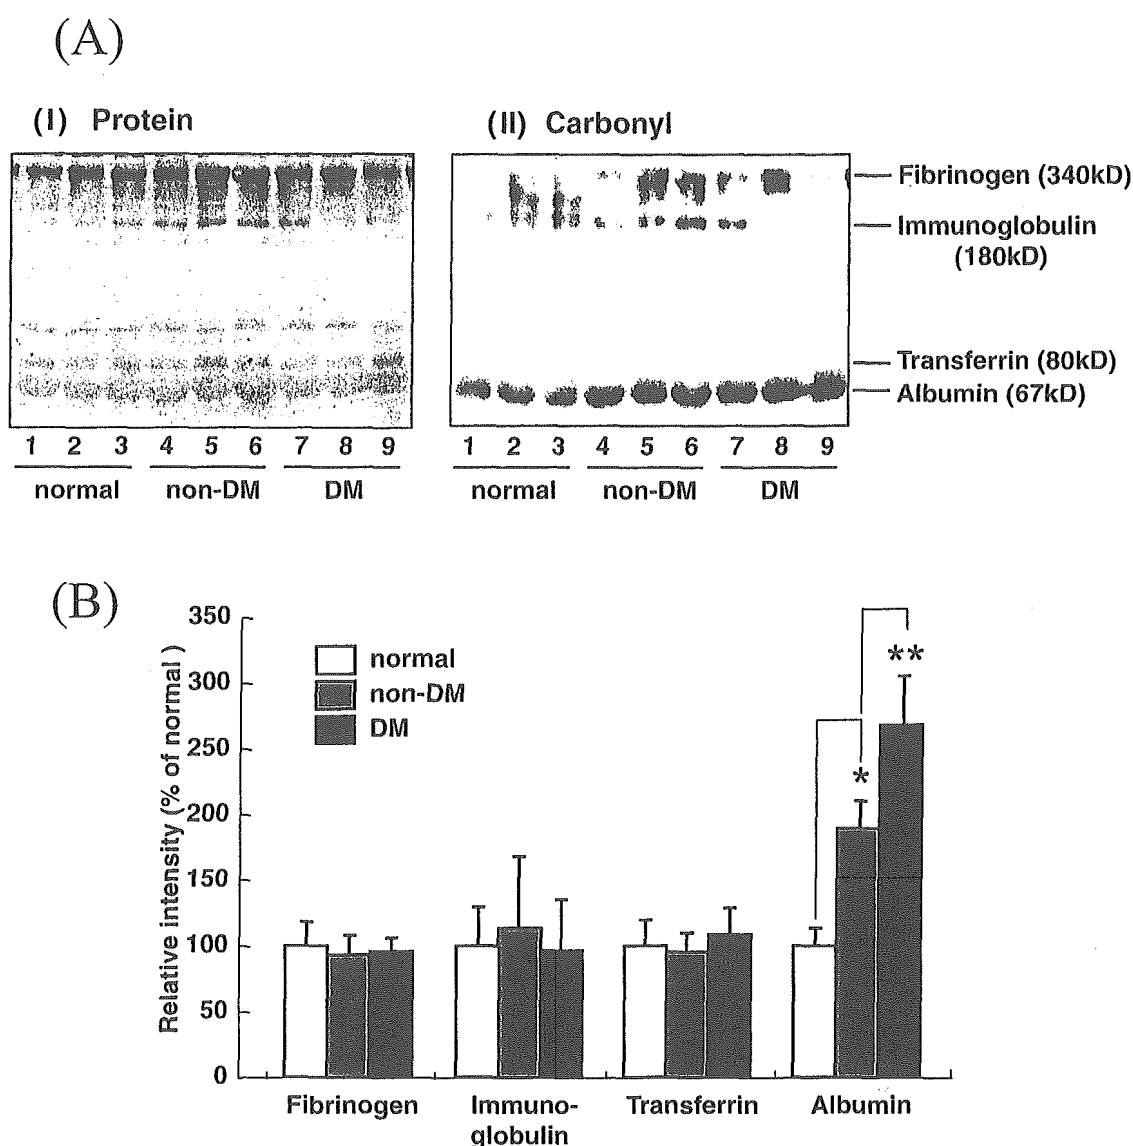 (A)
(I) Protein
(II) Carbonyl
Fibrinogen (340kD)
Immunoglobulin
(180kD)
Transferrin (80kD)
Albumin (67kD)
1 2 3 4 5 6 7 8 9
normal non-DM DM
1 2 3 4 5 6 7 8 9
normal non-DM DM
(B)
Relative intensity (% of normal )
350
300
250
200
150
100
50
0
normal
non-DM
DM
*
**
Fibrinogen
Immuno-
globulin
Transferrin
Albumin